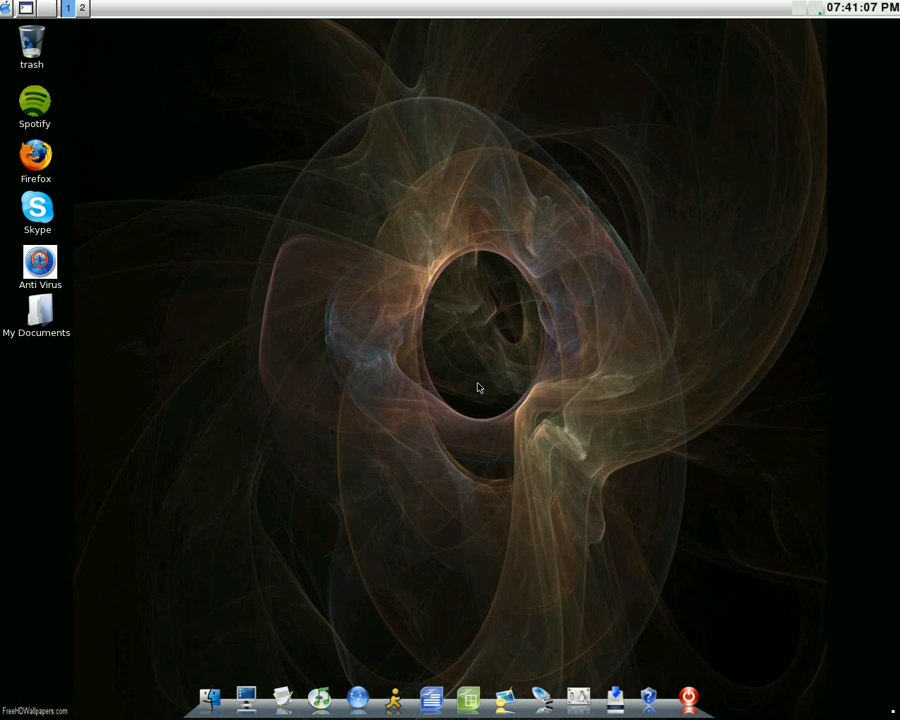 1 2
07:41:07 PM
trash
Spotify
Firefox
Skype
Anti Virus
My Documents
FreeHDWallpapers.com